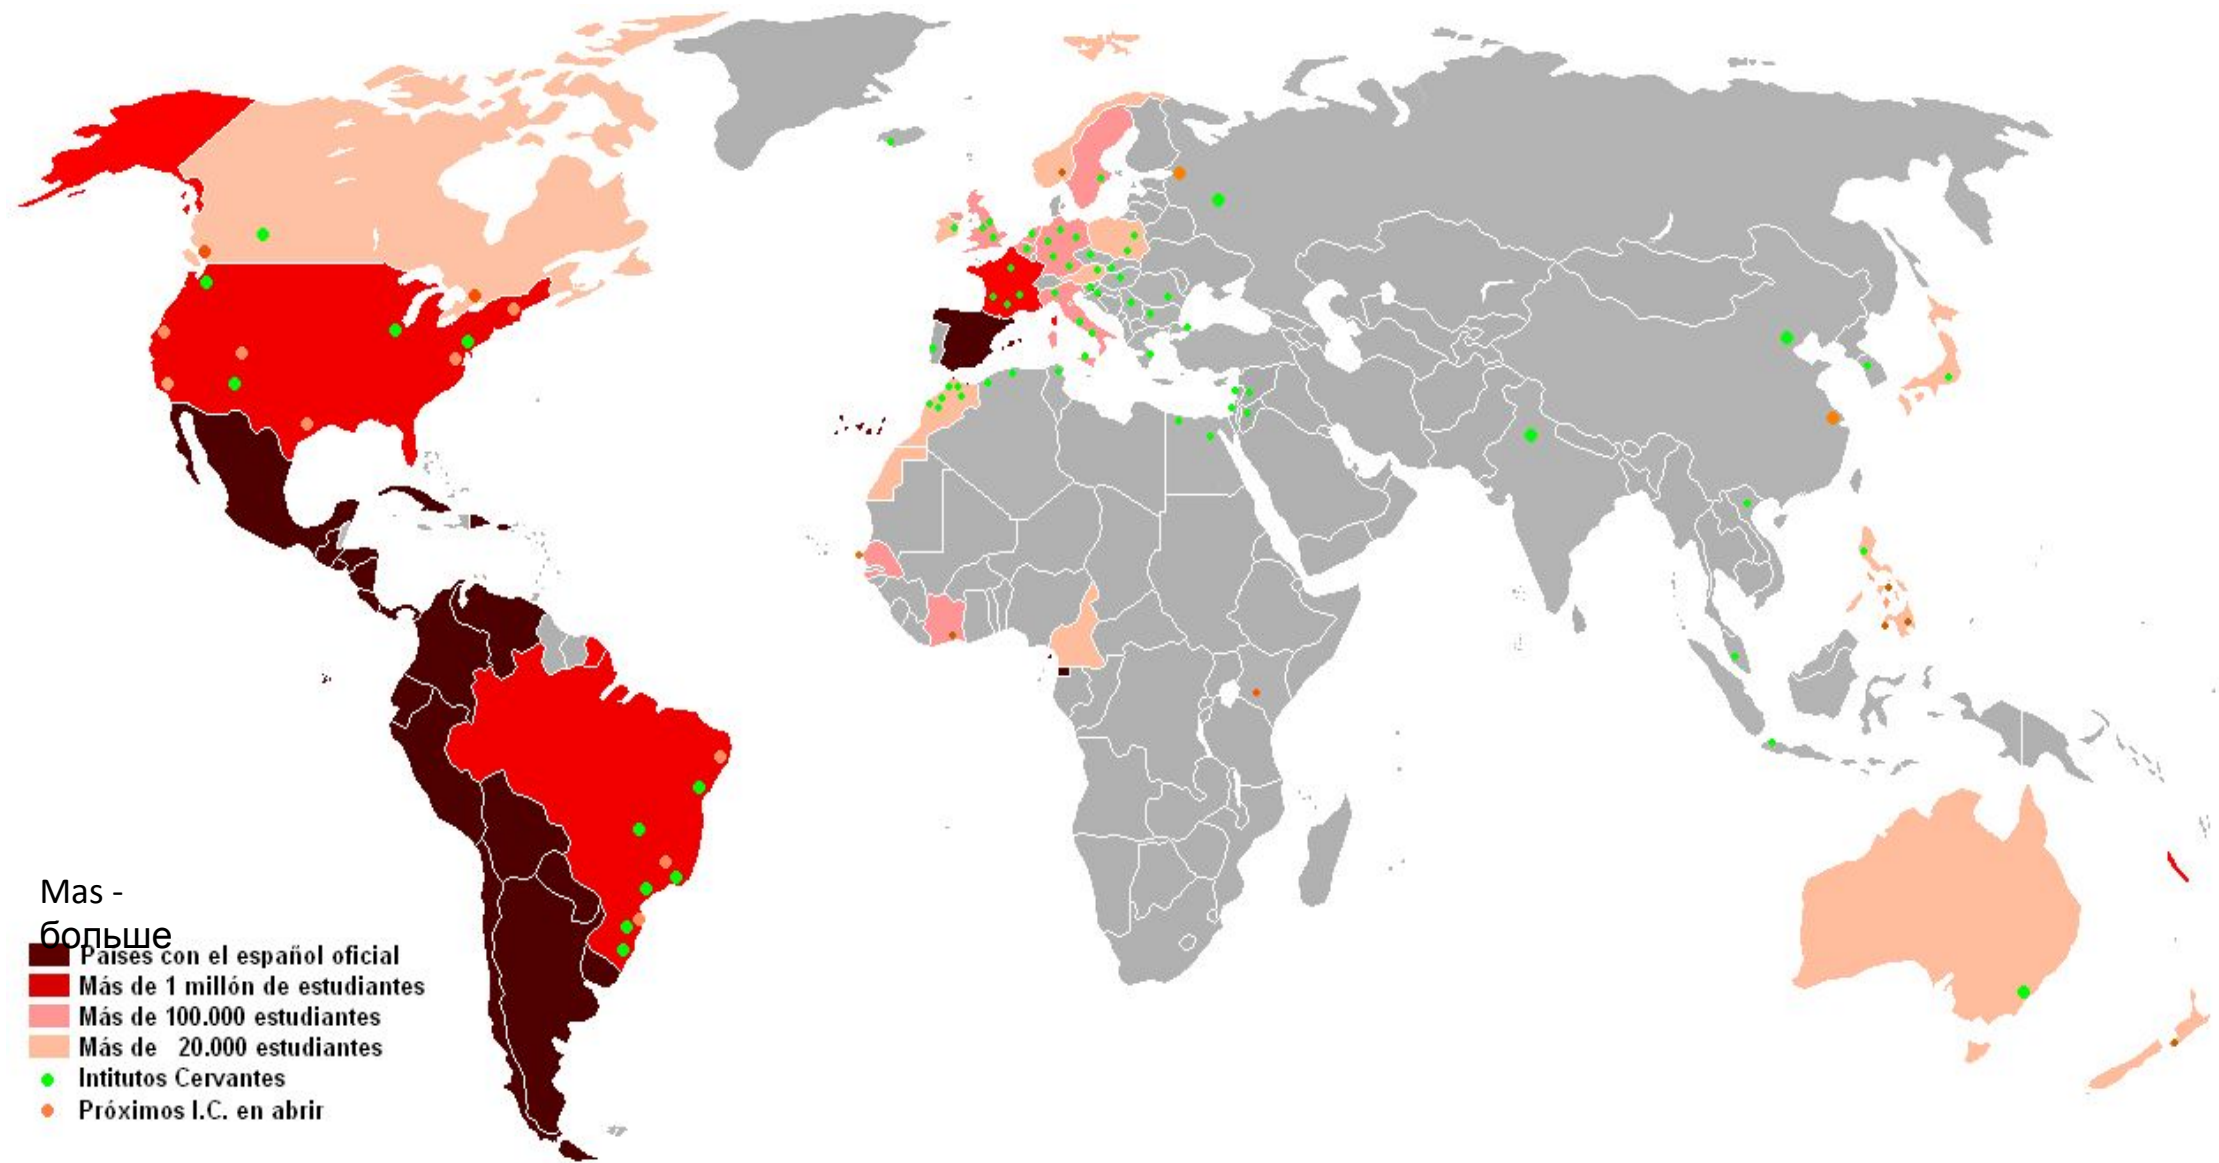 Mas -
больше
Países con el español oficial
Más de 1 millón de estudiantes
Más de 100.000 estudiantes
Más de 20.000 estudiantes
Intitutos Cervantes
Próximos I.C. en abrir